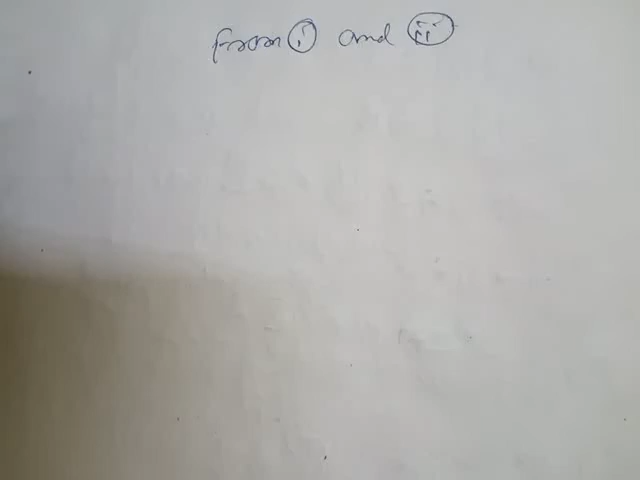 from (i) and (ii)